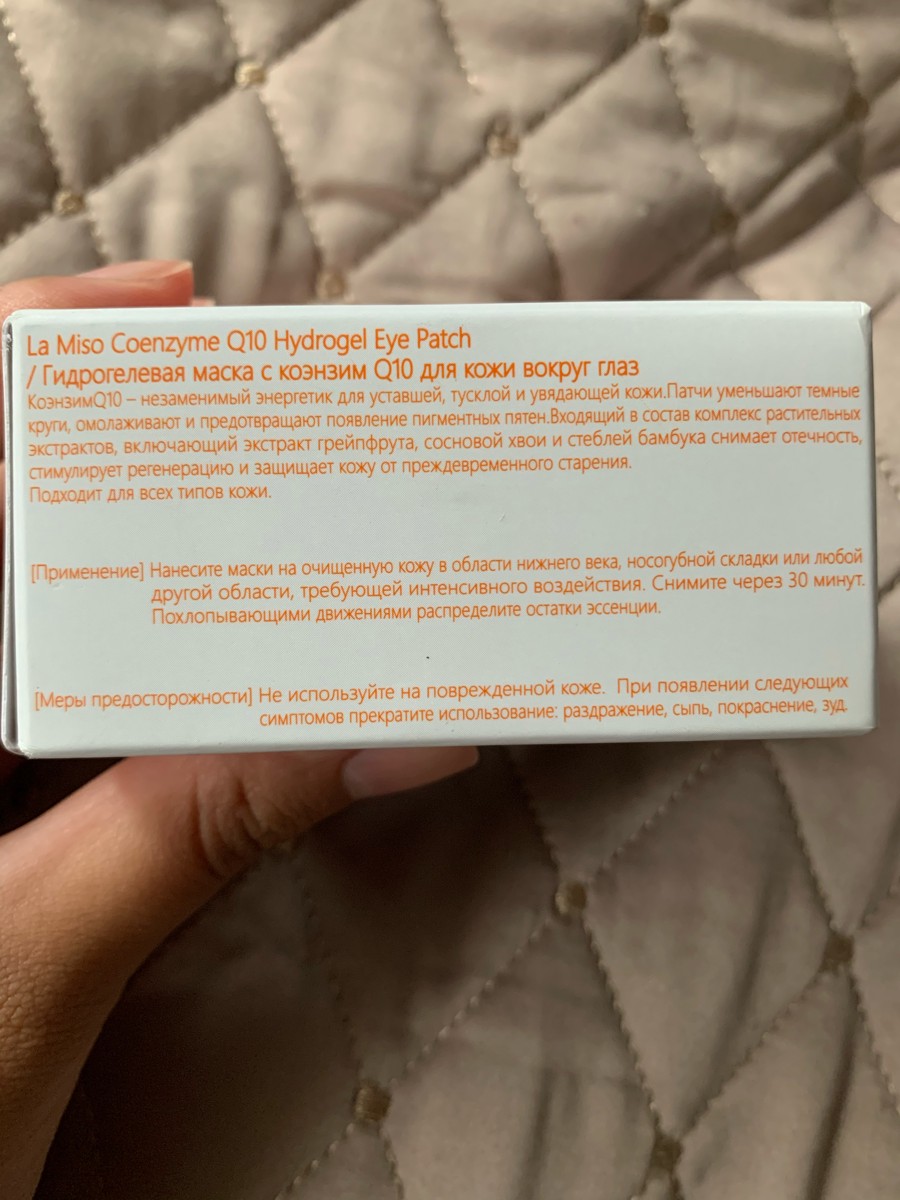 La Miso Coenzyme Q10 Hydrogel Eye Patch
/ Гидрогелевая маска с коэнзим Q10 для кожи вокруг глаз
КоэнзимQ10 – незаменимый энергетик для уставшей, тусклой и увядающей кожи.Патчи уменьшают темные
круги, омолаживают и предотвращают появление пигментных пятен.Входящий в состав комплекс растительных
экстрактов, включающий экстракт грейпфрута, сосновой хвои и стеблей бамбука снимает отечность,
стимулирует регенерацию и защищает кожу от преждевременного старения.
Подходит для всех типов кожи.
[Применение] Нанесите маски на очищенную кожу в области нижнего века, носогубной складки или любой
другой области, требующей интенсивного воздействия. Снимите через 30 минут.
Похлопывающими движениями распределите остатки эссенции.
[Меры предосторожности] Не используйте на поврежденной коже. При появлении следующих
симптомов прекратите использование: раздражение, сыпь, покраснение, зуд.